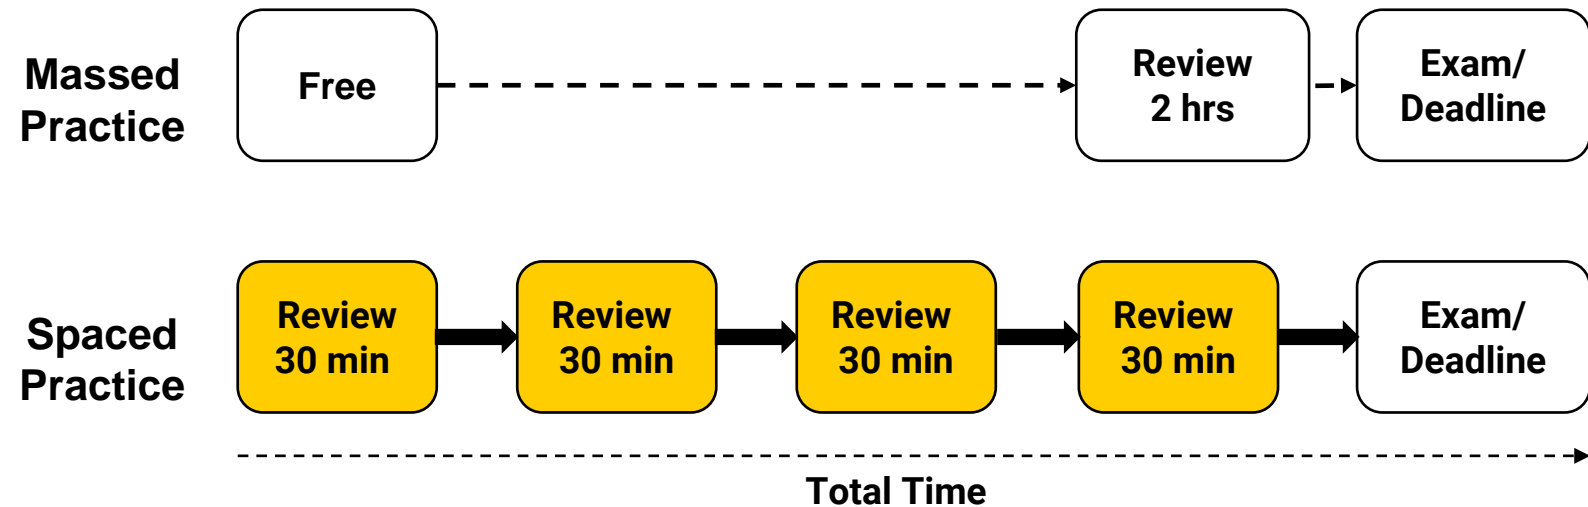 Massed
Practice
Free
Review
2 hrs
Exam/
Deadline
Spaced
Practice
Review
30 min
Review
30 min
Review
30 min
Review
30 min
Exam/
Deadline
Total Time